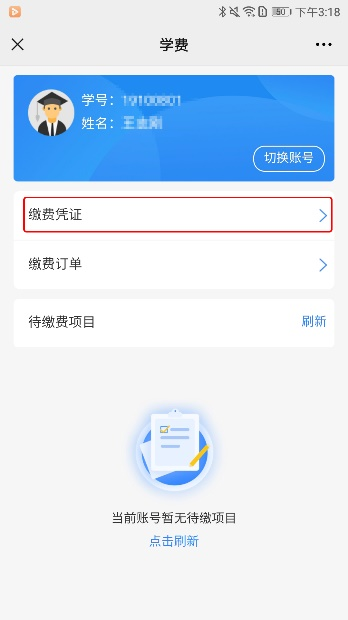 下午3:18
学费
学号：
姓名：
切换账号
缴费凭证
缴费订单
待缴费项目
刷新
当前账号暂无待缴项目
点击刷新